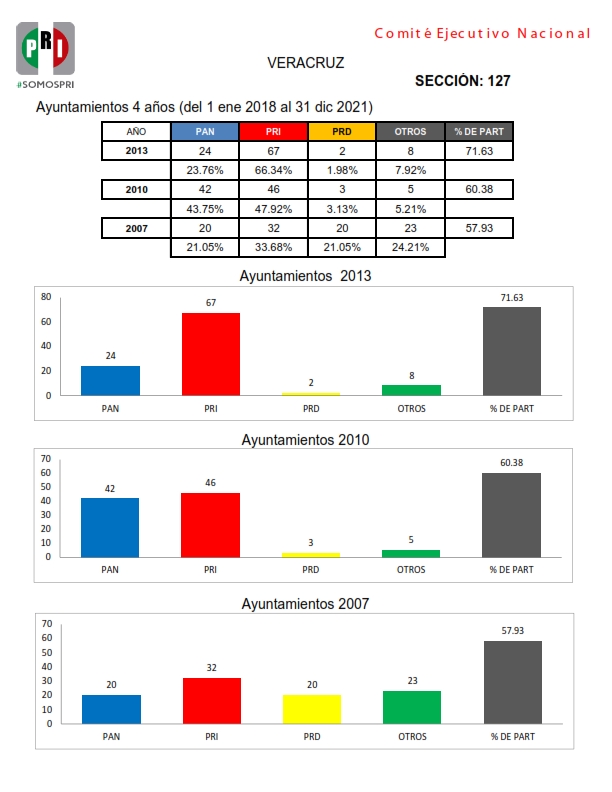 Comité Ejecutivo Nacional
PRI
#SOMOSPRI
VERACRUZ
SECCIÓN: 127
Ayuntamientos 4 años (del 1 ene 2018 al 31 dic 2021)
AÑO PAN PRI PRD OTROS % DE PART
2013 24 67 2 8 71.63
23.76% 66.34% 1.98% 7.92%
2010 42 46 3 5 60.38
43.75% 47.92% 3.13% 5.21%
2007 20 32 20 23 57.93
21.05% 33.68% 21.05% 24.21%
Ayuntamientos 2013
80
60
40
20
0
24 67 2 8 71.63
PAN PRI PRD OTROS % DE PART
Ayuntamientos 2010
70
60
50
40
30
20
10
0
42 46 3 5 60.38
PAN PRI PRD OTROS % DE PART
Ayuntamientos 2007
70
60
50
40
30
20
10
0
20 32 20 23 57.93
PAN PRI PRD OTROS % DE PART